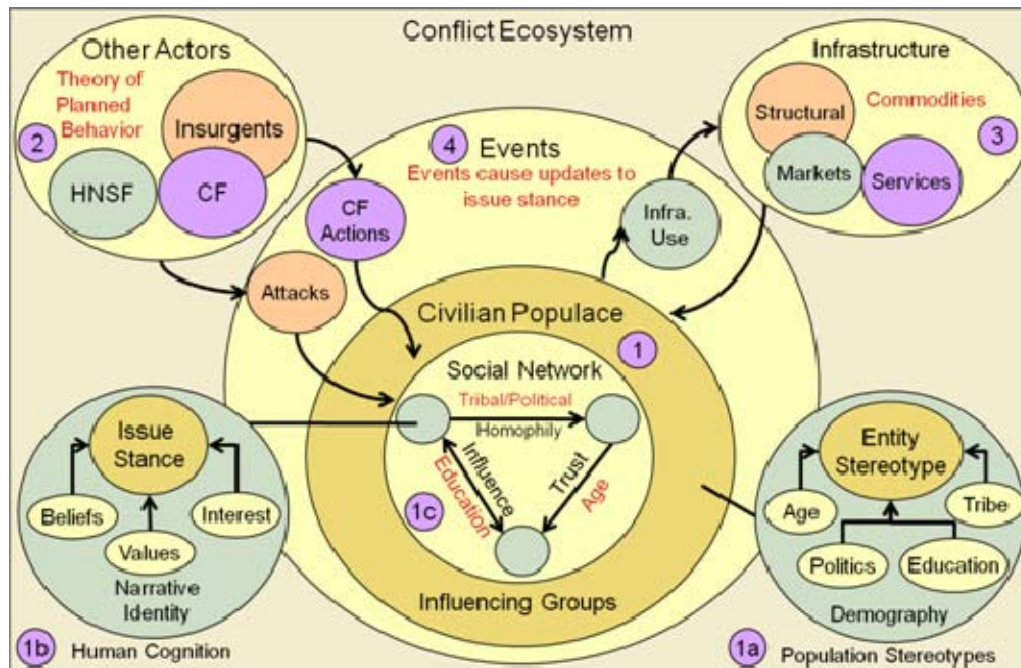 Conflict Ecosystem
Other Actors
Theory of
Planned
Behavior
2
Insurgents
HNSF
CF
Infrastructure
Structural
Commodities
3
Markets
Services
4
Events
Events cause updates to
issue stance
CF
Actions
Infra.
Use
Attacks
Civilian Populace
1
Social Network
Tribal/Political
Homophily
Influence
Education
Trust
Age
1c
Influencing Groups
Issue
Stance
Beliefs
Values
Interest
Narrative
Identity
1b
Human Cognition
Entity
Stereotype
Age
Tribe
Politics
Education
Demography
1a
Population Stereotypes